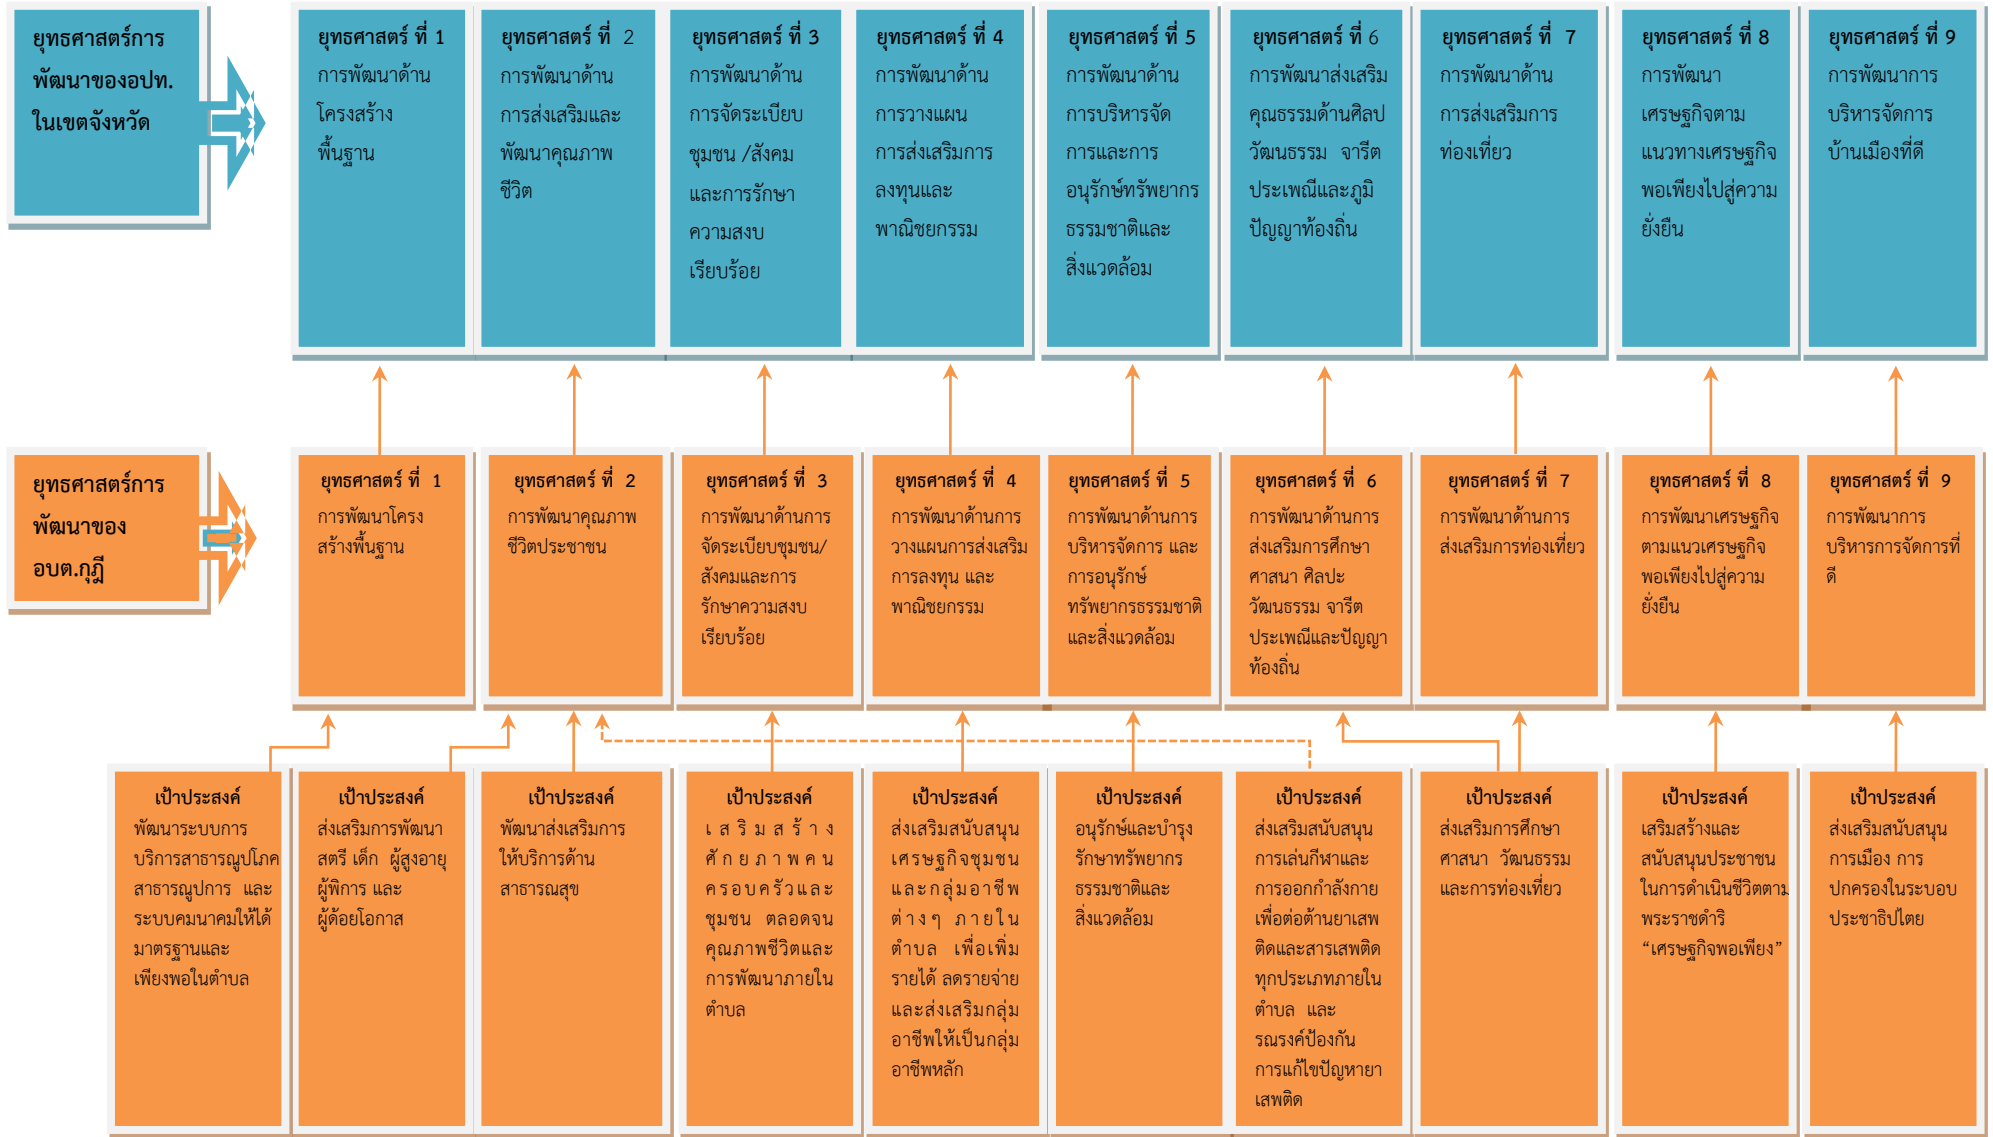 ยุทธศาสตร์การ
พัฒนาของอปท.
ในเขตจังหวัด
ยุทธศาสตร์ ที่ 1
การพัฒนาด้าน
โครงสร้าง
พื้นฐาน
ยุทธศาสตร์ ที่ 2
การพัฒนาด้าน
การส่งเสริมและ
พัฒนาคุณภาพ
ชีวิต
ยุทธศาสตร์ ที่ 3
การพัฒนาด้าน
การจัดระเบียบ
ชุมชน /สังคม
และการรักษา
ความสงบ
เรียบร้อย
ยุทธศาสตร์ ที่ 4
การพัฒนาด้าน
การวางแผน
การส่งเสริมการ
ลงทุนและ
พาณิชยกรรม
ยุทธศาสตร์ ที่ 5
การพัฒนาด้าน
การบริหารจัด
การและการ
อนุรักษ์ทรัพยากร
ธรรมชาติและ
สิ่งแวดล้อม
ยุทธศาสตร์ ที่ 6
การพัฒนาส่งเสริม
คุณธรรมด้านศิลป
วัฒนธรรม จารีต
ประเพณีและภูมิ
ปัญญาท้องถิ่น
ยุทธศาสตร์ ที่ 7
การพัฒนาด้าน
การส่งเสริมการ
ท่องเที่ยว
ยุทธศาสตร์ ที่ 8
การพัฒนา
เศรษฐกิจตาม
แนวทางเศรษฐกิจ
พอเพียงไปสู่ความ
ยั่งยืน
ยุทธศาสตร์ ที่ 9
การพัฒนาการ
บริหารจัดการ
บ้านเมืองที่ดี
ยุทธศาสตร์การ
พัฒนาของ
อบต.กุฎี
ยุทธศาสตร์ ที่ 1
การพัฒนาโครง
สร้างพื้นฐาน
ยุทธศาสตร์ ที่ 2
การพัฒนาคุณภาพ
ชีวิตประชาชน
ยุทธศาสตร์ ที่ 3
การพัฒนาด้านการ
จัดระเบียบชุมชน/
สังคมและการ
รักษาความสงบ
เรียบร้อย
ยุทธศาสตร์ ที่ 4
การพัฒนาด้านการ
วางแผนการส่งเสริม
การลงทุน และ
พาณิชยกรรม
ยุทธศาสตร์ ที่ 5
การพัฒนาด้านการ
บริหารจัดการ และ
การอนุรักษ์
ทรัพยากรธรรมชาติ
และสิ่งแวดล้อม
ยุทธศาสตร์ ที่ 6
การพัฒนาด้านการ
ส่งเสริมการศึกษา
ศาสนา ศิลปะ
วัฒนธรรม จารีต
ประเพณีและปัญญา
ท้องถิ่น
ยุทธศาสตร์ ที่ 7
การพัฒนาด้านการ
ส่งเสริมการท่องเที่ยว
ยุทธศาสตร์ ที่ 8
การพัฒนาเศรษฐกิจ
ตามแนวเศรษฐกิจ
พอเพียงไปสู่ความ
ยั่งยืน
ยุทธศาสตร์ ที่ 9
การพัฒนาการ
บริหารการจัดการที่
ดี
เป้าประสงค์
พัฒนาระบบการ
บริการสาธารณูปโภค
สาธารณูปการ และ
ระบบคมนาคมให้ได้
มาตรฐานและ
เพียงพอในตำบล
เป้าประสงค์
ส่งเสริมการพัฒนา
สตรี เด็ก ผู้สูงอายุ
ผู้พิการ และ
ผู้ด้อยโอกาส
เป้าประสงค์
พัฒนาส่งเสริมการ
ให้บริการด้าน
สาธารณสุข
เป้าประสงค์
เสริมสร้าง
ศักยภาพคน
ครอบครัวและ
ชุมชน ตลอดจน
คุณภาพชีวิตและ
การพัฒนาภายใน
ตำบล
เป้าประสงค์
ส่งเสริมสนับสนุน
เศรษฐกิจชุมชน
และกลุ่มอาชีพ
ต่างๆ ภายใน
ตำบล เพื่อเพิ่ม
รายได้ ลดรายจ่าย
และส่งเสริมกลุ่ม
อาชีพให้เป็นกลุ่ม
อาชีพหลัก
เป้าประสงค์
อนุรักษ์และบำรุง
รักษาทรัพยากร
ธรรมชาติและ
สิ่งแวดล้อม
เป้าประสงค์
ส่งเสริมสนับสนุน
การเล่นกีฬาและ
การออกกำลังกาย
เพื่อต่อต้านยาเสพ
ติดและสารเสพติด
ทุกประเภทภายใน
ตำบล และ
รณรงค์ป้องกัน
การแก้ไขปัญหายา
เสพติด
เป้าประสงค์
ส่งเสริมการศึกษา
ศาสนา วัฒนธรรม
และการท่องเที่ยว
เป้าประสงค์
เสริมสร้างและ
สนับสนุนประชาชน
ในการดำเนินชีวิตตาม
พระราชดำริ
“เศรษฐกิจพอเพียง”
เป้าประสงค์
ส่งเสริมสนับสนุน
การเมือง การ
ปกครองในระบอบ
ประชาธิปไตย